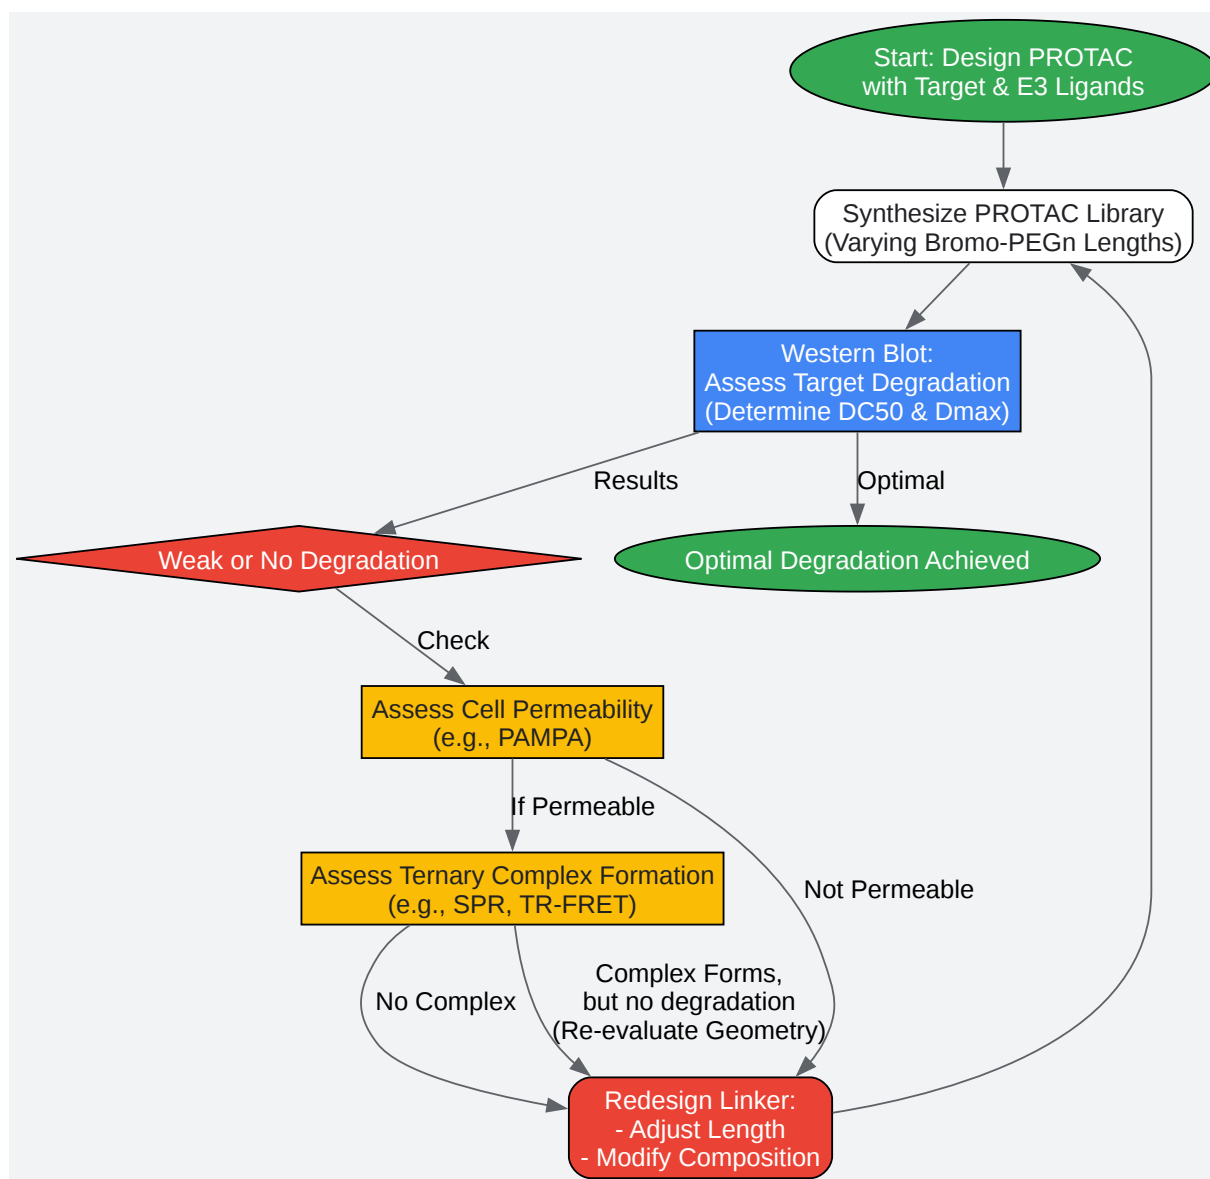 Start: Design PROTAC
with Target & E3 Ligands
Synthesize PROTAC Library
(Varying Bromo-PEGn Lengths)
Western Blot:
Assess Target Degradation
(Determine DC50 & Dmax)
Results
Optimal
Weak or No Degradation
Optimal Degradation Achieved
Check
Assess Cell Permeability
(e.g., PAMPA)
If Permeable
Not Permeable
Assess Ternary Complex Formation
(e.g., SPR, TR-FRET)
No Complex
Complex Forms,
but no degradation
(Re-evaluate Geometry)
Redesign Linker:
- Adjust Length
- Modify Composition